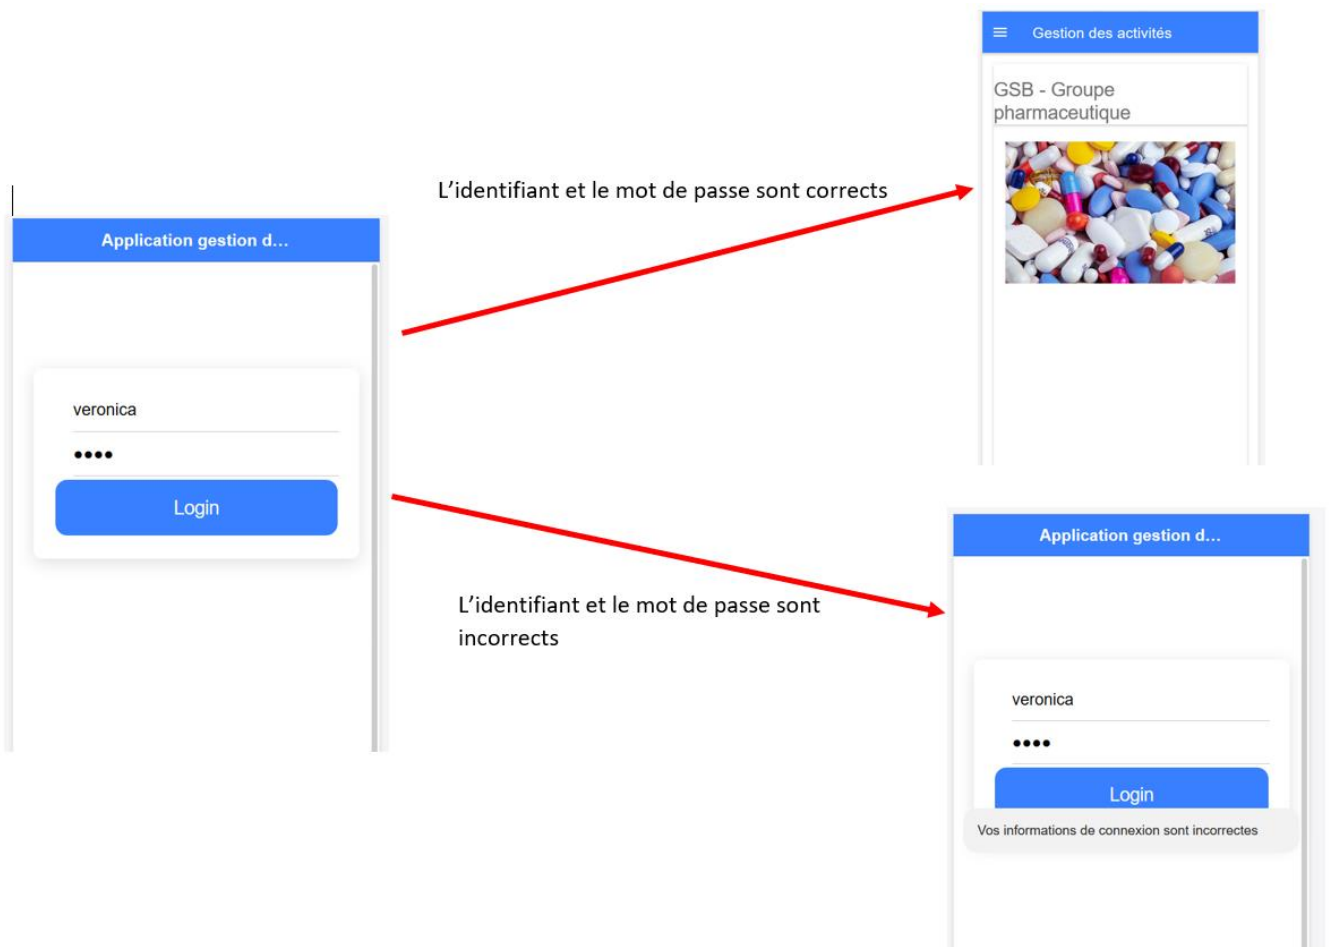 Application gestion d...
veronica
••••
Login
L'identifiant et le mot de passe sont corrects
Gestion des activités
GSB - Groupe
pharmaceutique
L'identifiant et le mot de passe sont
incorrects
Application gestion d...
veronica
••••
Login
Vos informations de connexion sont incorrectes